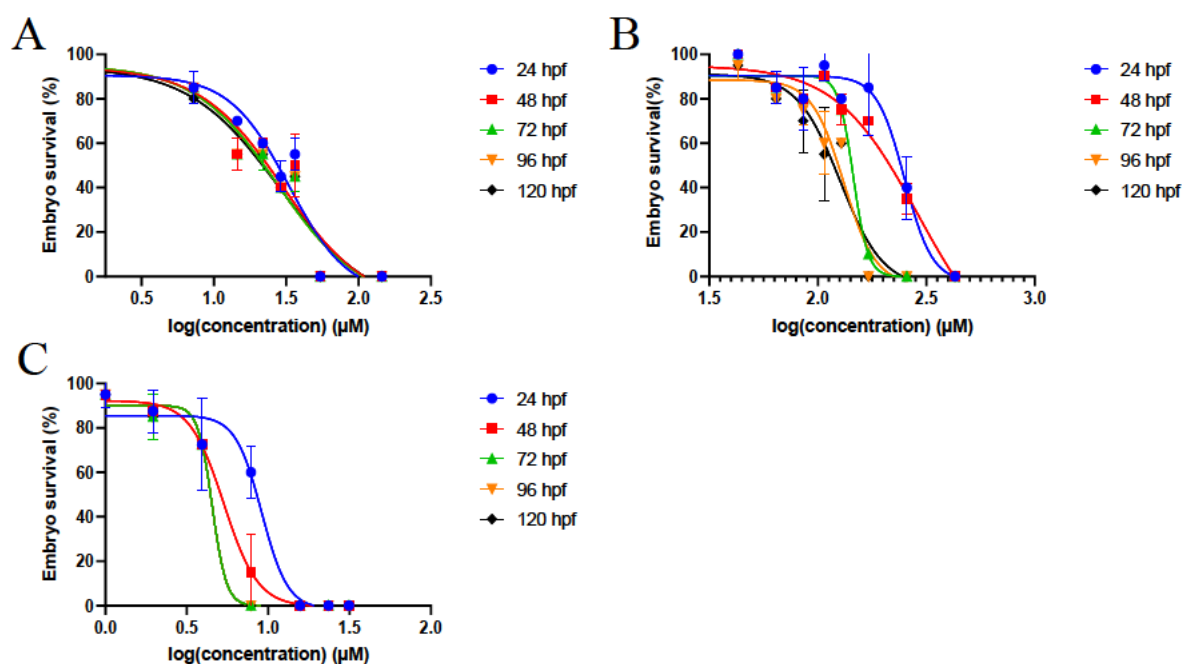 A
Embryo survival (%)
100
80
60
40
20
0
0.5
1.0
1.5
2.0
2.5
log(concentration) (µM)
24 hpf
48 hpf
72 hpf
96 hpf
120 hpf
B
Embryo survival(%)
100
80
60
40
20
0
1.5
2.0
2.5
3.0
log(concentration) (µM)
24 hpf
48 hpf
72 hpf
96 hpf
120 hpf
C
Embryo survival (%)
100
80
60
40
20
0
0.0
0.5
1.0
1.5
2.0
log(concentration) (µM)
24 hpf
48 hpf
72 hpf
96 hpf
120 hpf